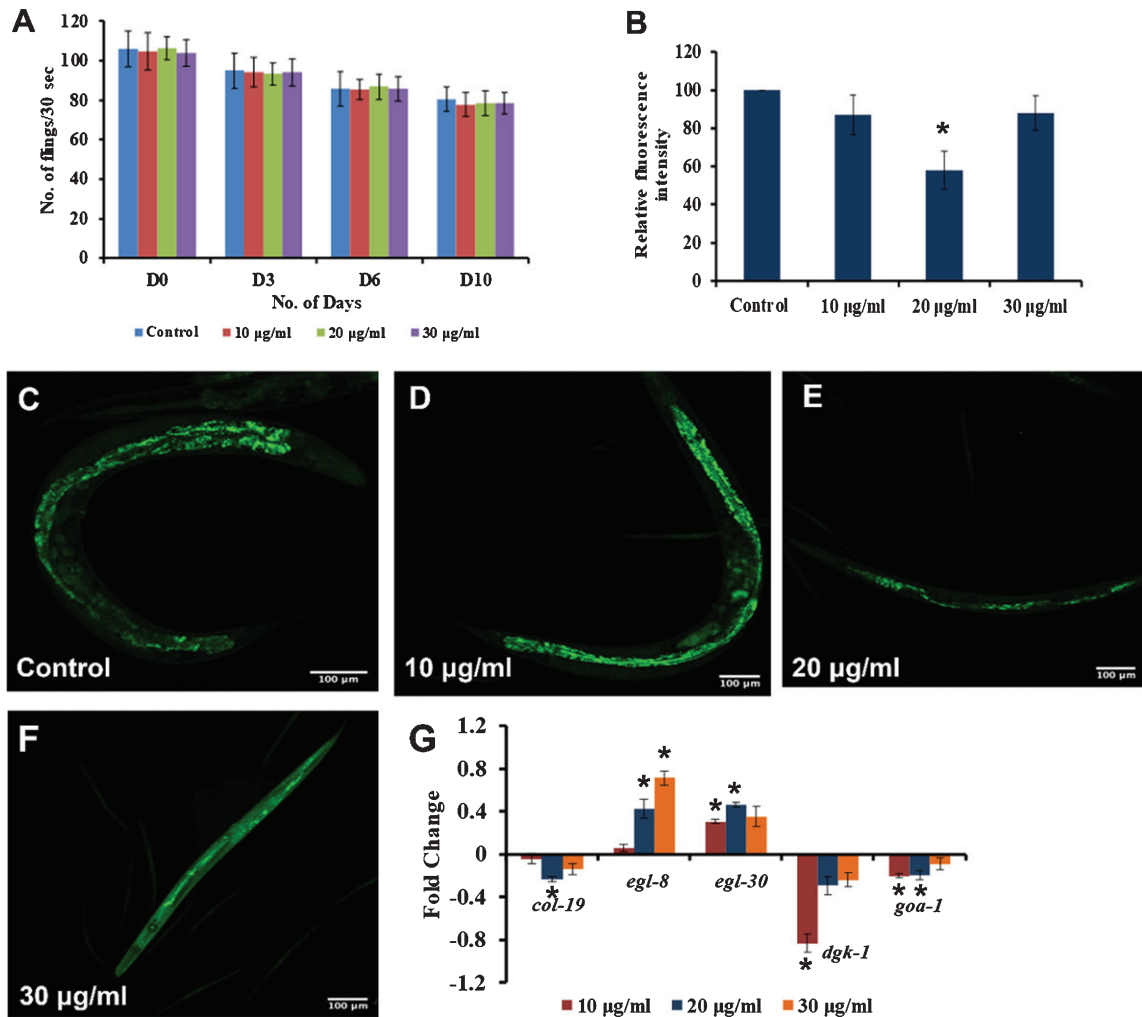 A
No. of flings/30 sec
120
100
80
60
40
20
0
D0 D3 D6 D10
No. of Days
Control 10 µg/ml 20 µg/ml 30 µg/ml
B
Relative fluorescence
intensity
120
100
80
60
40
20
0
*
Control 10 µg/ml 20 µg/ml 30 µg/ml
C
Control
100 µm
D
10 µg/ml
100 µm
E
20 µg/ml
100 µm
F
30 µg/ml
100 µm
G
Fold Change
1.2
0.8
0.4
0
-0.4
-0.8
-1.2
* * * * * * * *
col-19 egl-8 egl-30 dgk-1 goa-1
10 µg/ml 20 µg/ml 30 µg/ml